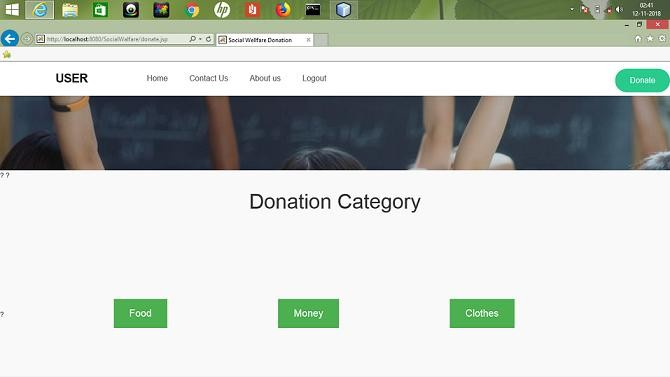 02:41
12-11-2018
http://localhost:8080/SocialWelfare/donate.jsp
Social Wellfare Donation
USER Home Contact Us About us Logout Donate
? ?
Donation Category
?
Food Money Clothes